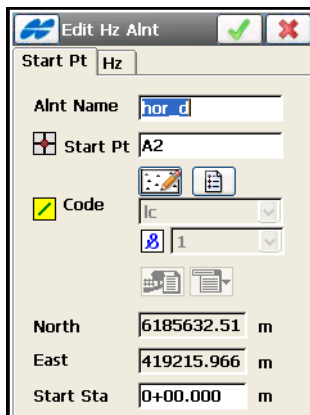 Edit Hz Alnt
Start Pt Hz
Alnt Name hor_d
Start Pt A2
Code lc
1
North 6185632.51 m
East 419215.966 m
Start Sta 0+00.000 m